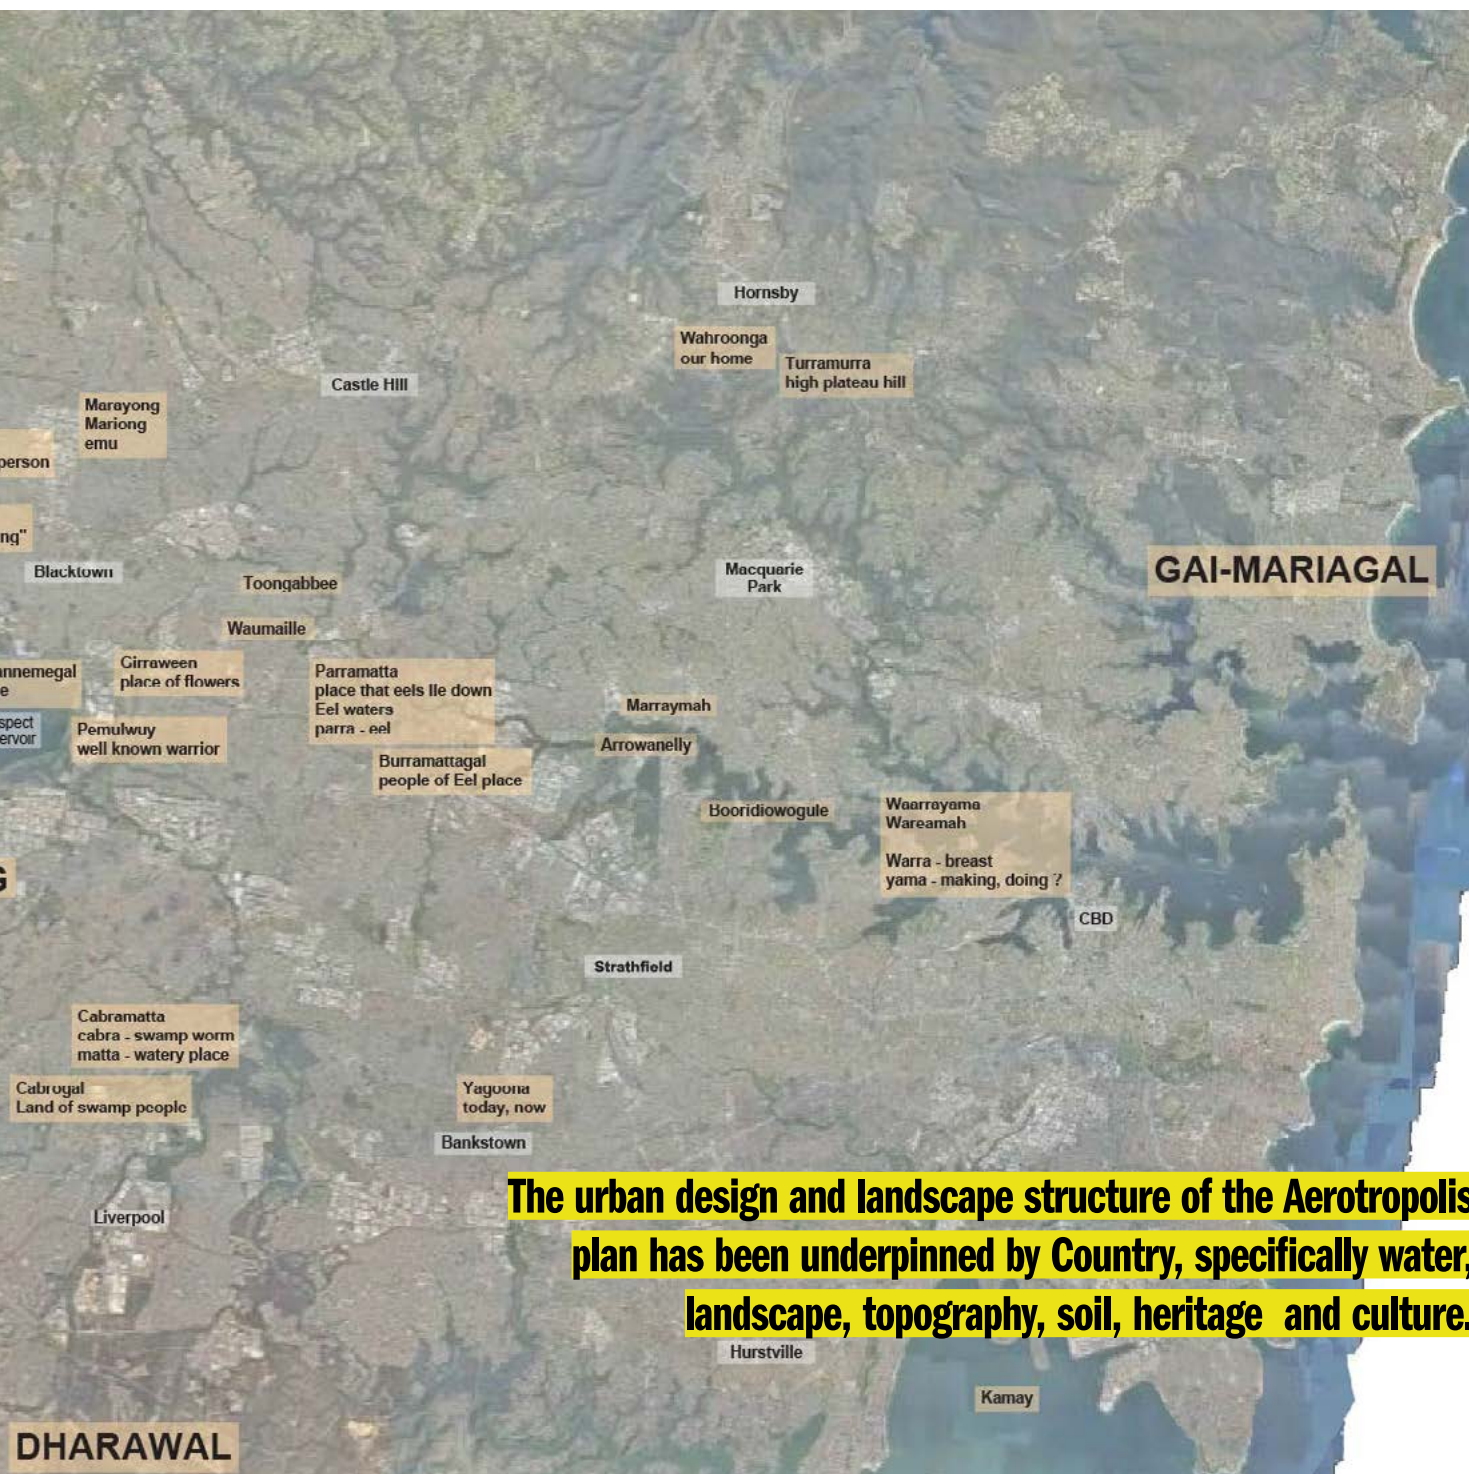 Hornsby
Wahroonga
our home
Turramurra
high plateau hill
Castle Hill
Marayong
Mariong
emu
person
ng"
Blacktown
Toongabbee
Macquarie
Park
GAI-MARIAGAL
Waumaille
annemegal
e
Girraween
place of flowers
Parramatta
place that eels lie down
Eel waters
parra - eel
spect
ervoir
Pemulwuy
well known warrior
Marraymah
Arrowanelly
Burramattagal
people of Eel place
Booridiowogule
Waarrayama
Wareamah
Warra - breast
yama - making, doing ?
G
CBD
Strathfield
Cabramatta
cabra - swamp worm
matta - watery place
Cabrogal
Land of swamp people
Yagoona
today, now
Bankstown
Liverpool
The urban design and landscape structure of the Aerotropolis
plan has been underpinned by Country, specifically water,
landscape, topography, soil, heritage and culture.
Hurstville
Kamay
DHARAWAL